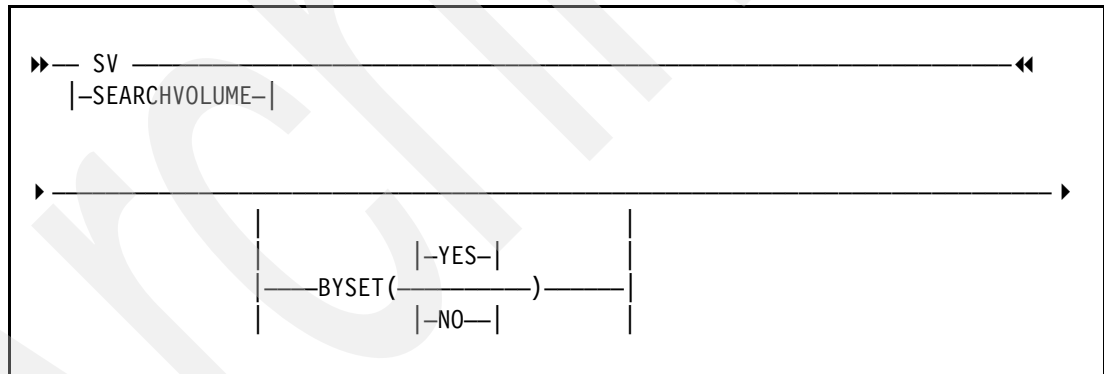 SV
SEARCHVOLUME
YES
BYSET( )
NO